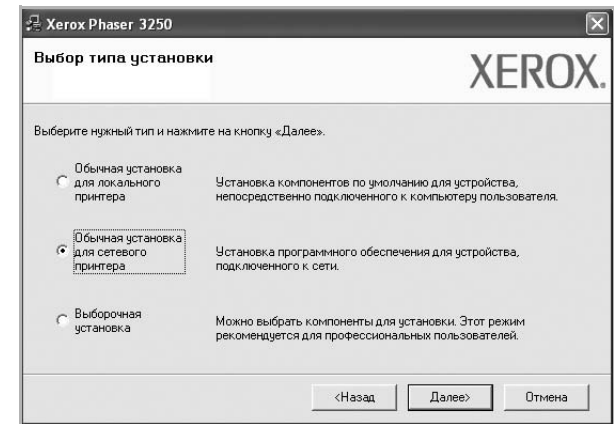 Xerox Phaser 3250
Выбор типа установки
XEROX.
Выберите нужный тип и нажмите на кнопку «Далее».
Обычная установка
для локального
принтера
Установка компонентов по умолчанию для устройства,
непосредственно подключенного к компьютеру пользователя.
Обычная установка
для сетевого
принтера
Установка программного обеспечения для устройства,
подключенного к сети.
Выборочная
установка
Можно выбрать компоненты для установки. Этот режим
рекомендуется для профессиональных пользователей.
<Назад
Далее>
Отмена